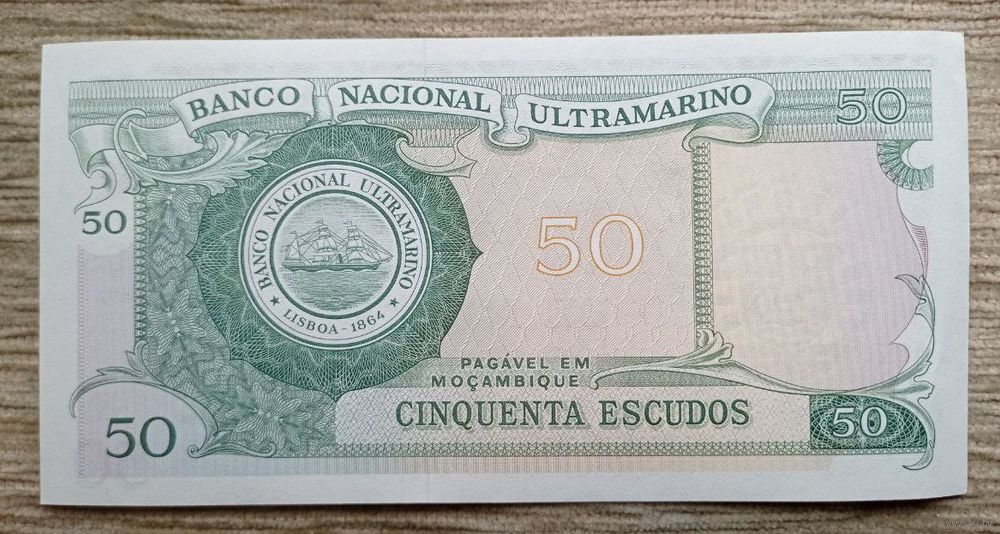 BANCO NACIONAL ULTRAMARINO
50
50
BANCO NACIONAL ULTRAMARINO
LISBOA - 1864
50
PAGÁVEL EM
MOÇAMBIQUE
CINQUENTA ESCUDOS
50
50